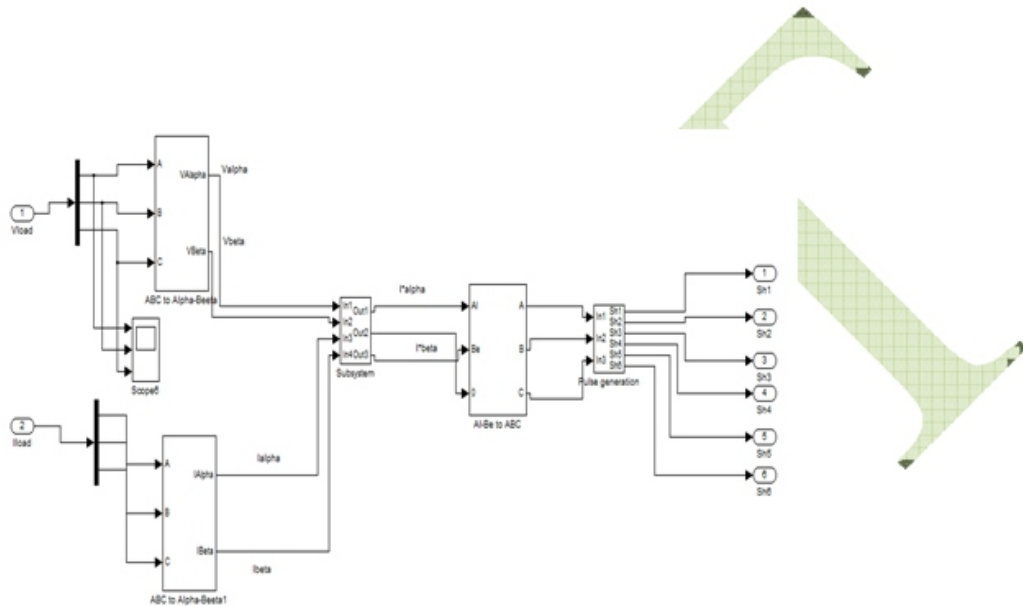 1
Vload
A
B
C
VAlapha
VBeta
ABC to Alpha-Beeta
Valpha
Vbeta
Scope5
2
Iload
A
B
C
IAlpha
IBeta
ABC to Alpha-Beeta1
Ialpha
Ibeta
In1
In2
In3
In4
Out1
Out2
Out3
Subsystem
I*alpha
I*beta
Al
Be
0
A
B
C
Al-Be to ABC
In1
In2
In3
Sh1
Sh2
Sh3
Sh4
Sh5
Sh6
Pulse generation
1
Sh1
2
Sh2
3
Sh3
4
Sh4
5
Sh5
6
Sh6